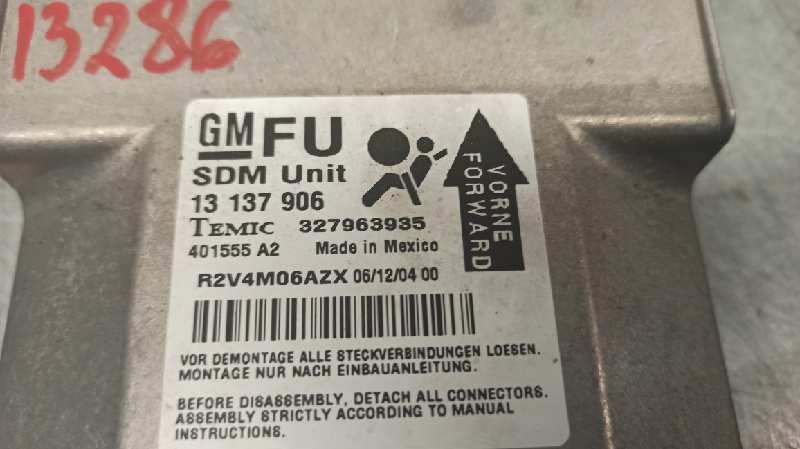 13286
GM FU
SDM Unit
13 137 906
TEMIC 327963935
401555 A2 Made in Mexico
VORNE
FORWARD
R2V4M06AZX 06/12/04 00
VOR DEMONTAGE ALLE STECKVERBINDUNGEN LOESEN.
MONTAGE NUR NACH EINBAUANLEITUNG.
BEFORE DISASSEMBLY, DETACH ALL CONNECTORS.
ASSEMBLY STRICTLY ACCORDING TO MANUAL
INSTRUCTIONS.